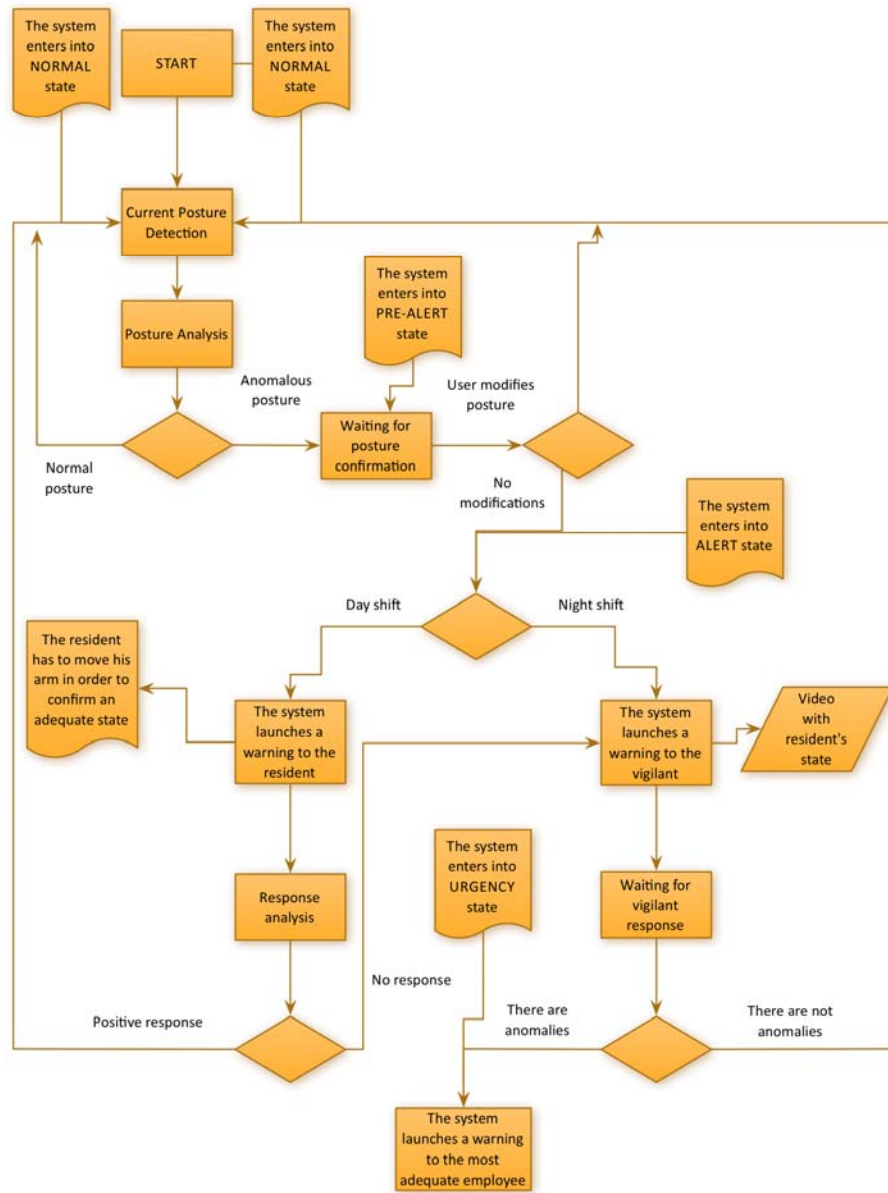 The system
enters into
NORMAL
state
START
The system
enters into
NORMAL
state
Current Posture
Detection
The system
enters into
PRE-ALERT
state
Posture Analysis
Anomalous
posture
User modifies
posture
Waiting for
posture
confirmation
Normal
posture
No
modifications
The system
enters into
ALERT state
Day shift
Night shift
The resident
has to move his
arm in order to
confirm an
adequate state
The system
launches a
warning to the
resident
The system
launches a
warning to the
vigilant
Video
with
resident's
state
The system
enters into
URGENCY
state
Response
analysis
Waiting for
vigilant
response
No response
Positive response
There are
anomalies
There are not
anomalies
The system
launches a warning
to the most
adequate employee